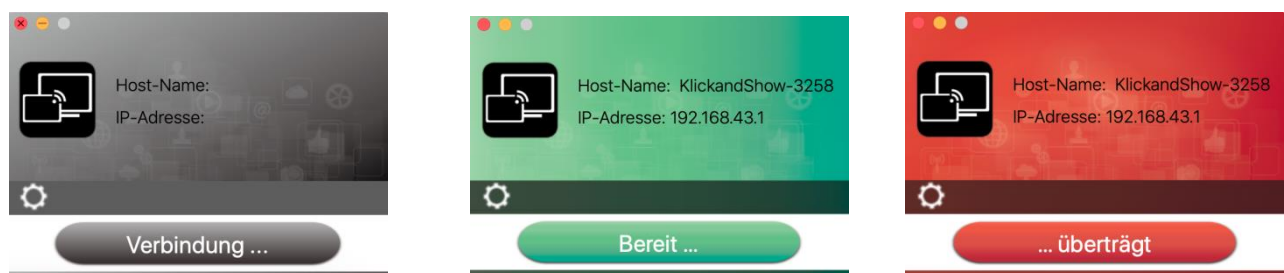 Host-Name:
IP-Adresse:
Verbindung ...
Host-Name: KlickandShow-3258
IP-Adresse: 192.168.43.1
Bereit ...
Host-Name: KlickandShow-3258
IP-Adresse: 192.168.43.1
... überträgt